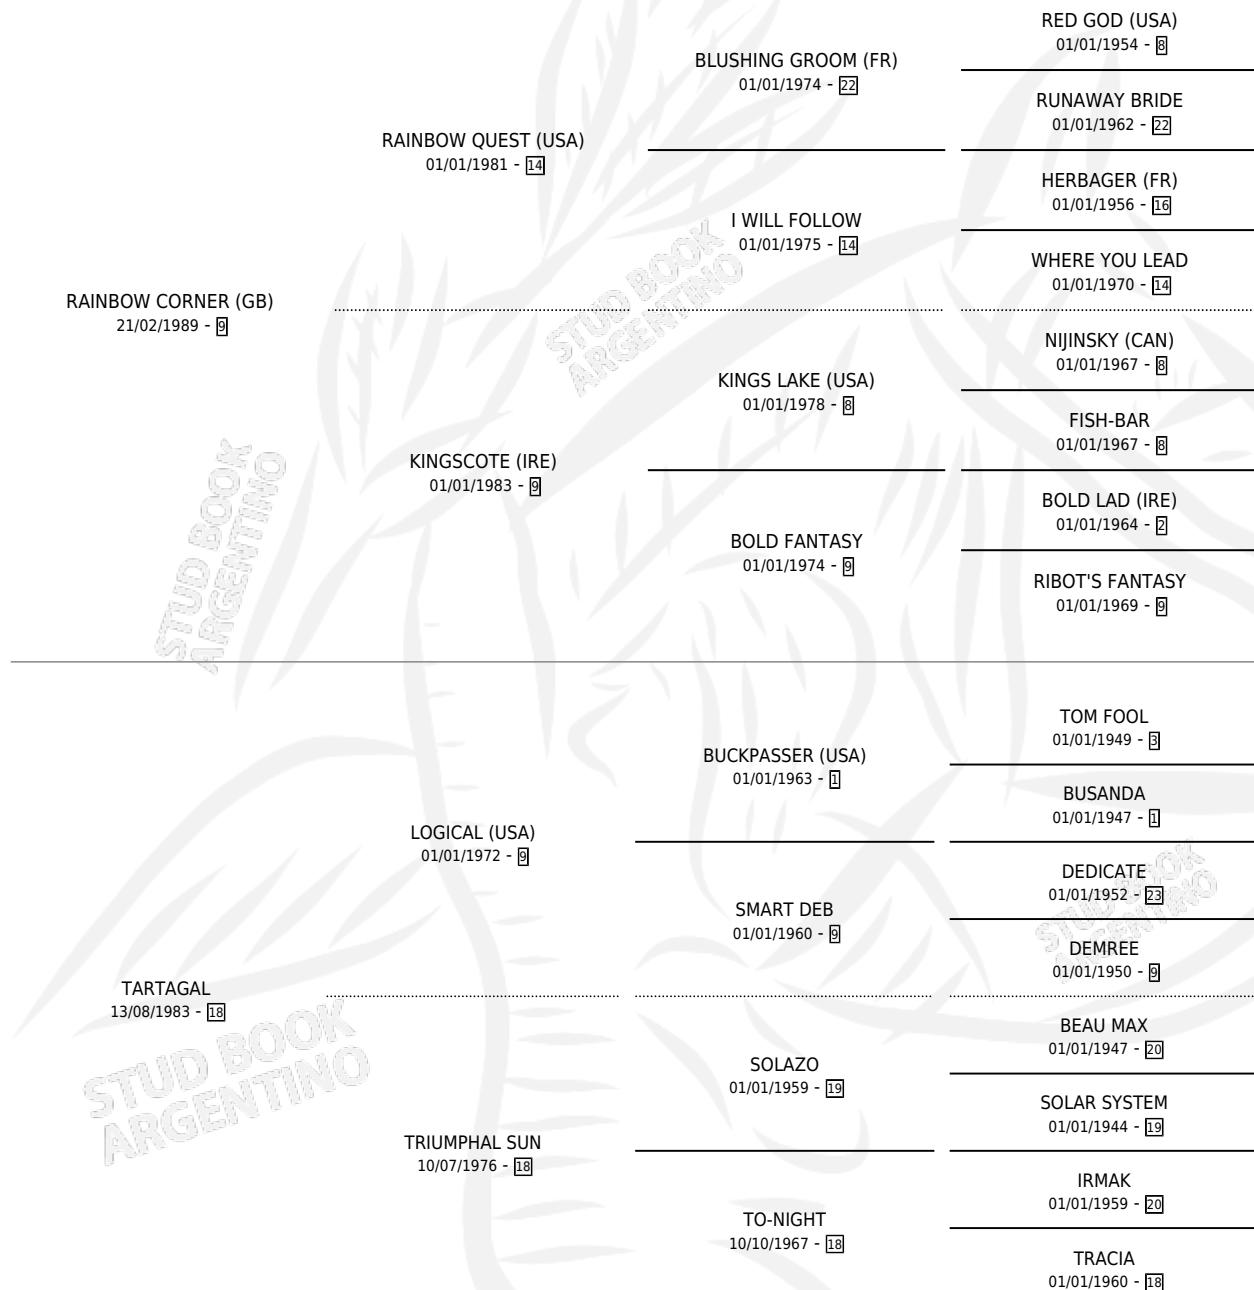 RED GOD (USA)
01/01/1954 - 8
BLUSHING GROOM (FR)
01/01/1974 - 22
RUNAWAY BRIDE
01/01/1962 - 22
RAINBOW QUEST (USA)
01/01/1981 - 14
HERBAGER (FR)
01/01/1956 - 16
I WILL FOLLOW
01/01/1975 - 14
WHERE YOU LEAD
01/01/1970 - 14
RAINBOW CORNER (GB)
21/02/1989 - 9
NIJINSKY (CAN)
01/01/1967 - 8
KINGS LAKE (USA)
01/01/1978 - 8
FISH-BAR
01/01/1967 - 8
KINGSCOTE (IRE)
01/01/1983 - 9
BOLD LAD (IRE)
01/01/1964 - 2
BOLD FANTASY
01/01/1974 - 9
RIBOT'S FANTASY
01/01/1969 - 9
TOM FOOL
01/01/1949 - 3
BUCKPASSER (USA)
01/01/1963 - 1
BUSANDA
01/01/1947 - 1
LOGICAL (USA)
01/01/1972 - 9
DEDICATE
01/01/1952 - 23
SMART DEB
01/01/1960 - 9
DEMREE
01/01/1950 - 9
TARTAGAL
13/08/1983 - 18
BEAU MAX
01/01/1947 - 20
SOLAZO
01/01/1959 - 19
SOLAR SYSTEM
01/01/1944 - 19
TRIUMPHAL SUN
10/07/1976 - 18
IRMAK
01/01/1959 - 20
TO-NIGHT
10/10/1967 - 18
TRACIA
01/01/1960 - 18
STUD BOOK
ARGENTINO
STUD BOOK
ARGENTINO
STUD BOOK
ARGENTINO
STUD BOOK
ARGENTINO